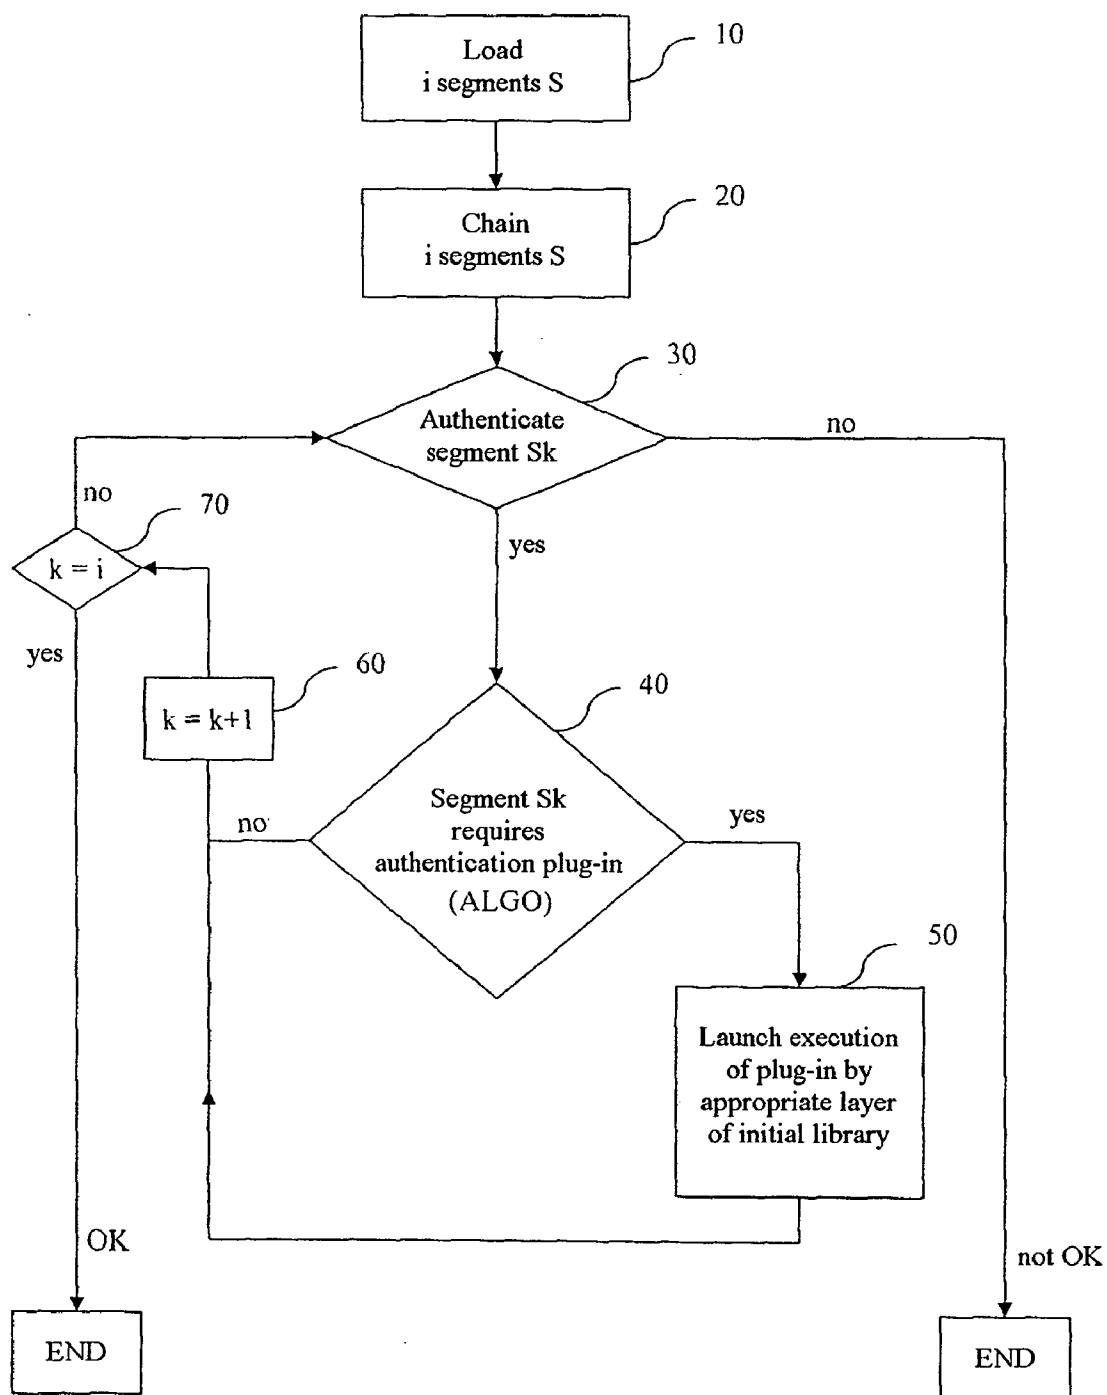 10
Load
i segments S
20
Chain
i segments S
30
Authenticate
segment Sk
no
no
70
yes
k = i
yes
60
40
k = k+1
Segment Sk
requires
authentication plug-in
(ALGO)
no
yes
50
Launch execution
of plug-in by
appropriate layer
of initial library
OK
not OK
END
END